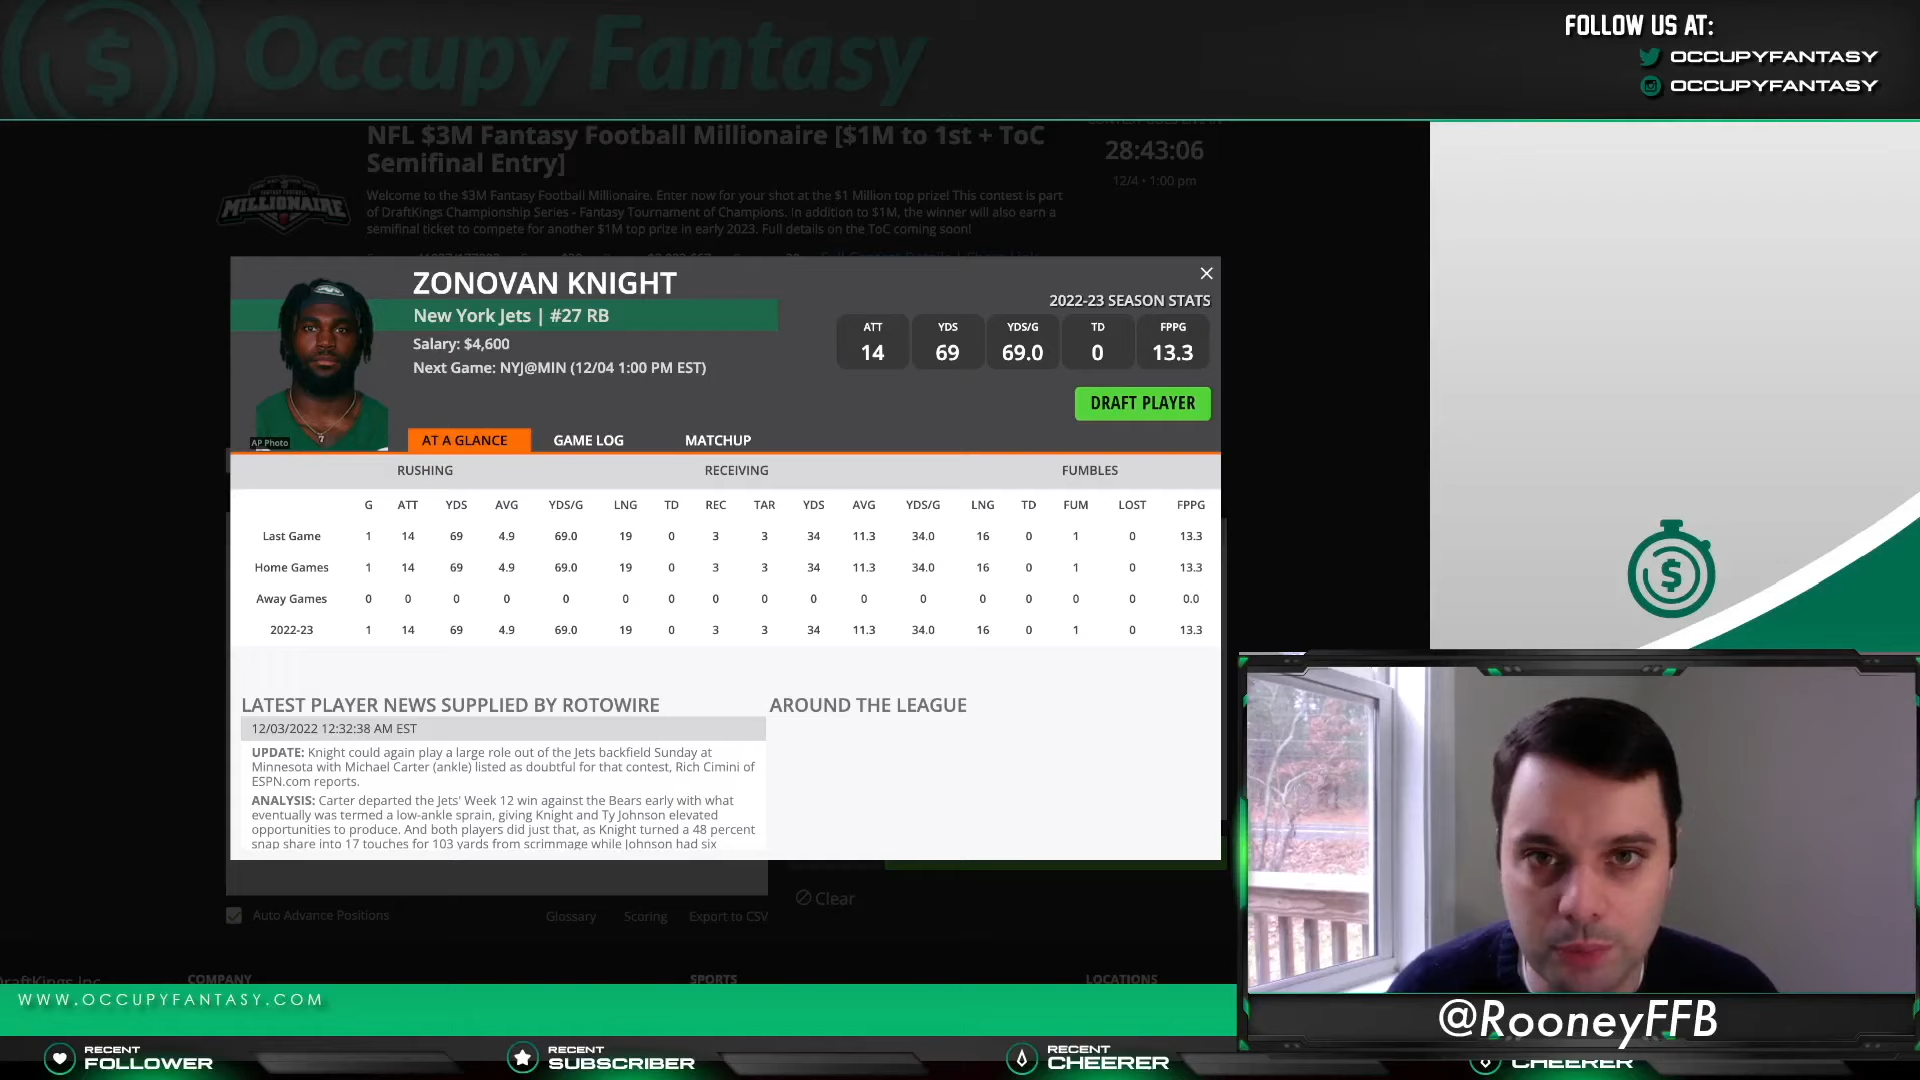 Occupy Fantasy
FOLLOW US AT:
OCCUPYFANTASY
OCCUPYFANTASY
NFL $3M Fantasy Football Millionaire [$1M to 1st + ToC
Semifinal Entry]
28:43:06
12/4 • 1:00 pm
MILLIONAIRE
Welcome to the $3M Fantasy Football Millionaire. Enter now for your shot at the $1 Million top prize! This contest is part
of DraftKings Championship Series - Fantasy Tournament of Champions. In addition to $1M, the winner will also earn a
semifinal ticket to compete for another $1M top prize in early 2023. Full details on the ToC coming soon!
ZONOVAN KNIGHT
New York Jets | #27 RB
Salary: $4,600
Next Game: NYJ@MIN (12/04 1:00 PM EST)
AP Photo
2022-23 SEASON STATS
ATT YDS YDS/G TD FPPG
14 69 69.0 0 13.3
DRAFT PLAYER
AT A GLANCE GAME LOG MATCHUP
RUSHING RECEIVING FUMBLES
G ATT YDS AVG YDS/G LNG TD REC TAR YDS AVG YDS/G LNG TD FUM LOST FPPG
Last Game 1 14 69 4.9 69.0 19 0 3 3 34 11.3 34.0 16 0 1 0 13.3
Home Games 1 14 69 4.9 69.0 19 0 3 3 34 11.3 34.0 16 0 1 0 13.3
Away Games 0 0 0 0 0 0 0 0 0 0 0 0 0 0 0 0 0.0
2022-23 1 14 69 4.9 69.0 19 0 3 3 34 11.3 34.0 16 0 1 0 13.3
LATEST PLAYER NEWS SUPPLIED BY ROTOWIRE
AROUND THE LEAGUE
12/03/2022 12:32:38 AM EST
UPDATE: Knight could again play a large role out of the Jets backfield Sunday at
Minnesota with Michael Carter (ankle) listed as doubtful for that contest, Rich Cimini of
ESPN.com reports.
ANALYSIS: Carter departed the Jets' Week 12 win against the Bears early with what
eventually was termed a low-ankle sprain, giving Knight and Ty Johnson elevated
opportunities to produce. And both players did just that, as Knight turned a 48 percent
snap share into 17 touches for 103 yards from scrimmage while Johnson had six
Clear
Auto Advance Positions
Glossary Scoring Export to CSV
DraftKings Inc.
COMPANY SPORTS LOCATIONS
WWW.OCCUPYFANTASY.COM
@RooneyFFB
RECENT
FOLLOWER
RECENT
SUBSCRIBER
RECENT
CHEERER
CHEERER